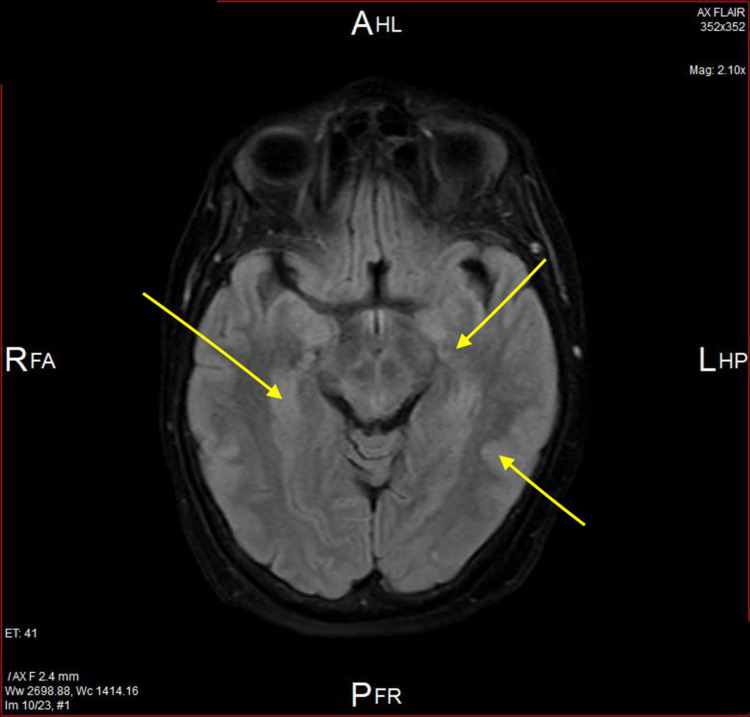 AHL
AX FLAIR
352x352
Mag: 2.10x
RFA
LHP
ET: 41
/AX F 2.4 mm
Ww 2698.88, Wc 1414.16
Im 10/23, #1
PFR